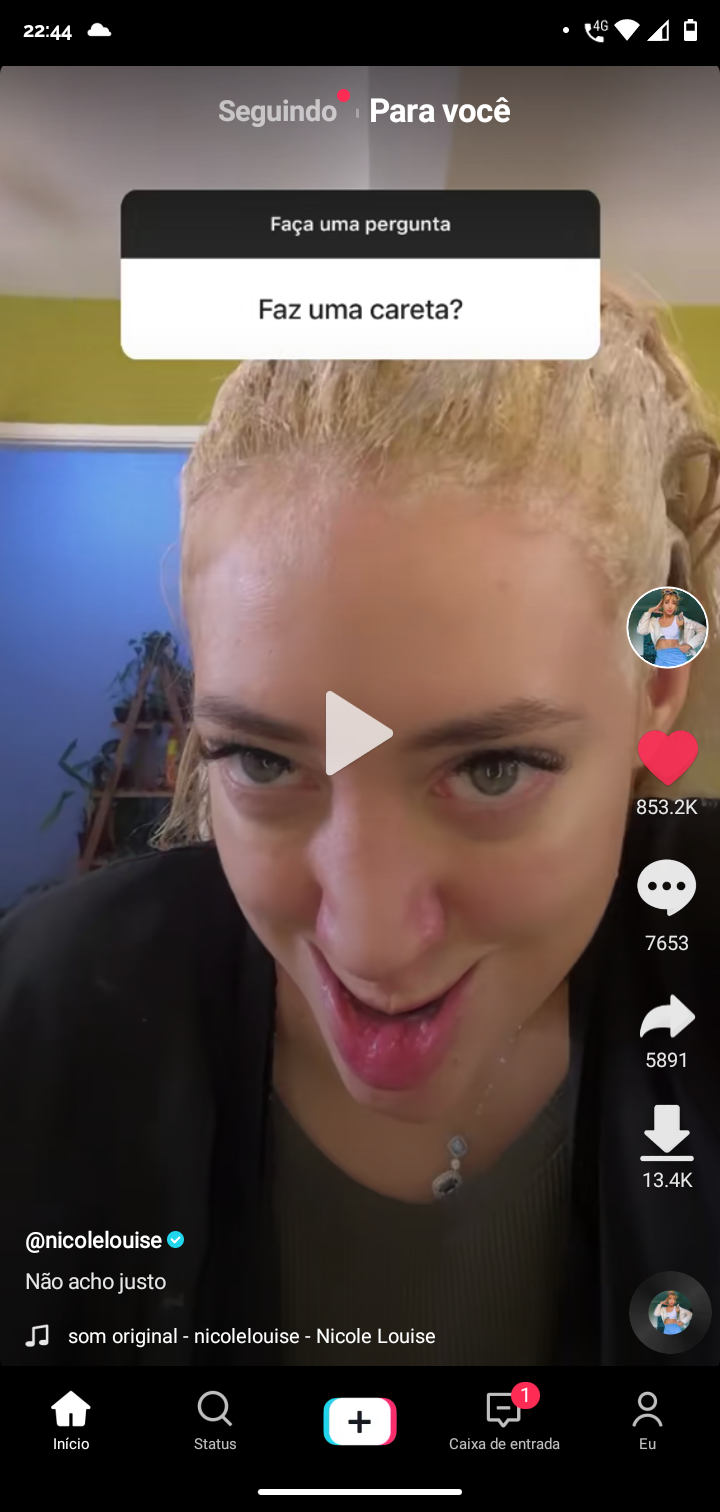 22:44
4G
Seguindo Para você
Faça uma pergunta
Faz uma careta?
853.2K
7653
5891
13.4K
@nicolelouise
Não acho justo
som original - nicolelouise - Nicole Louise
1
Início Status Caixa de entrada Eu